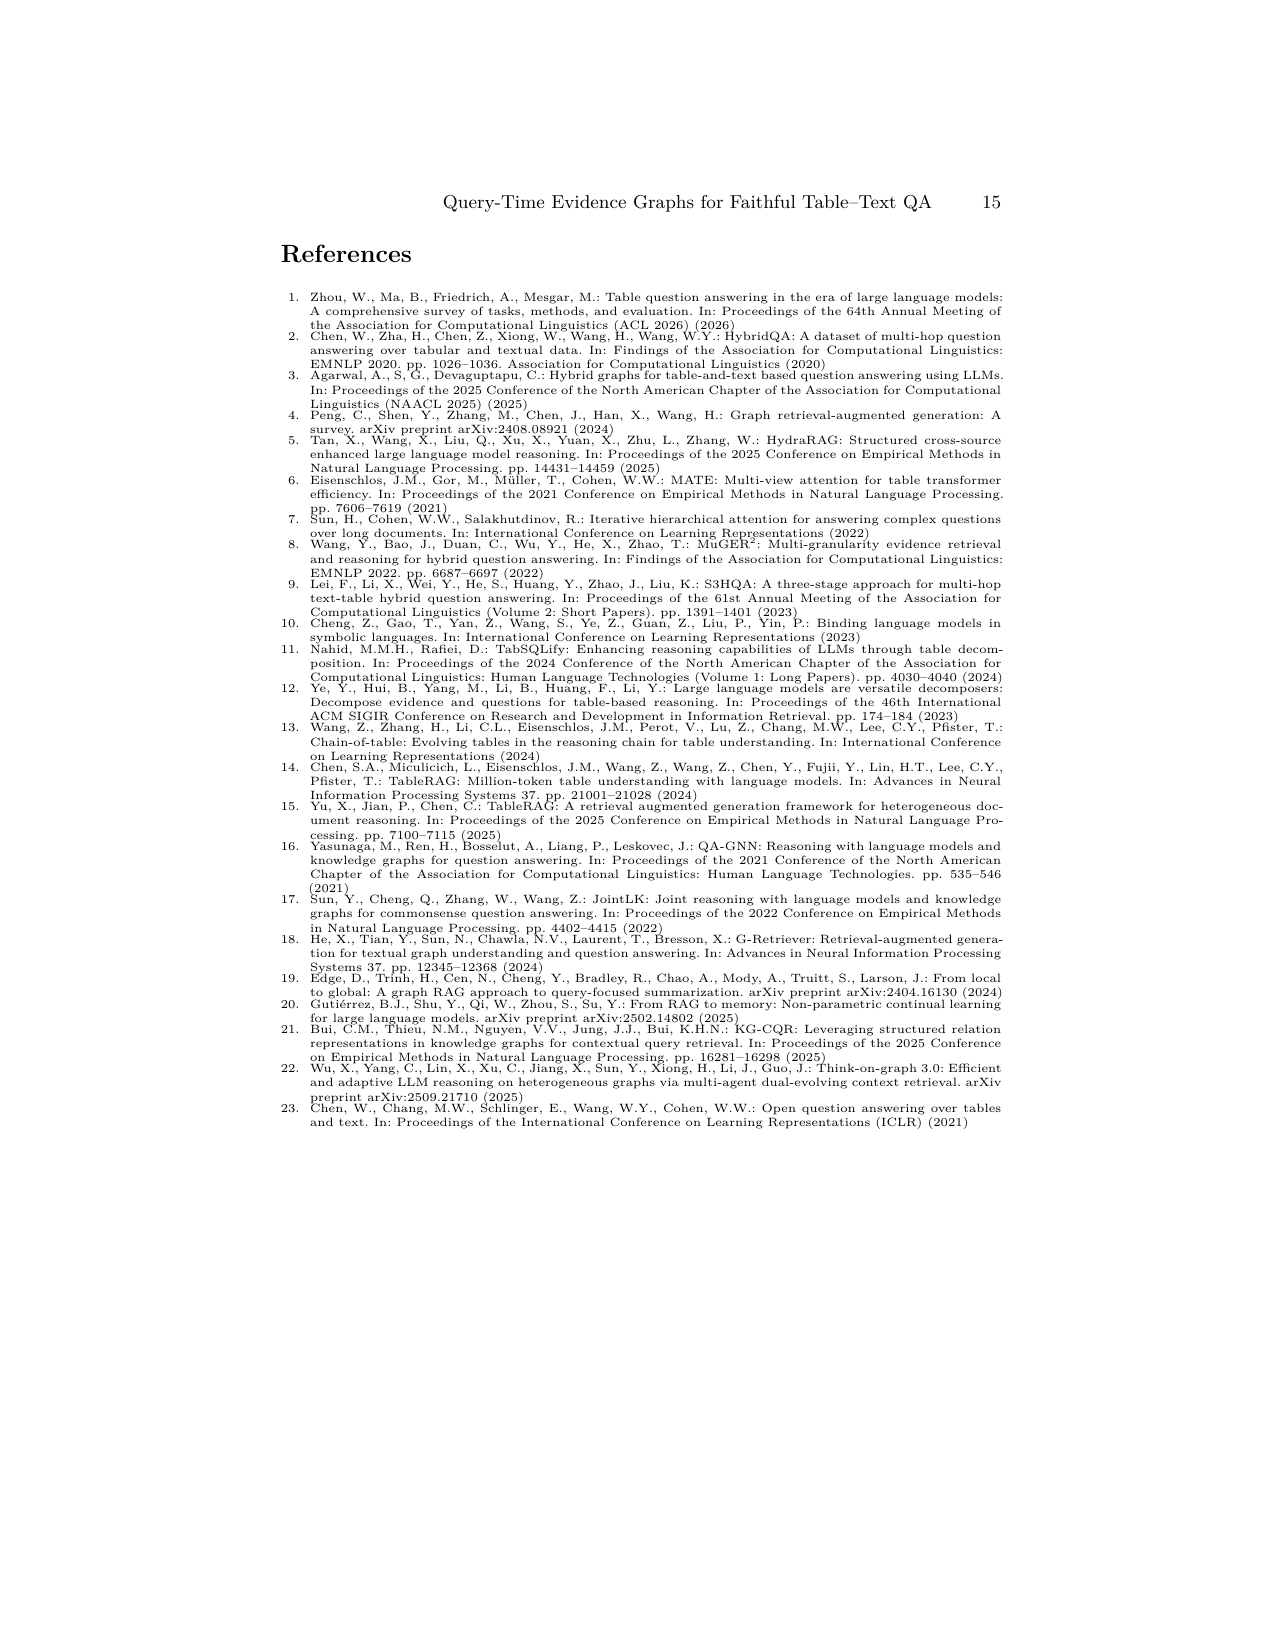 Query-Time Evidence Graphs for Faithful Table–Text QA 15
References
1. Zhou, W., Ma, B., Friedrich, A., Mesgar, M.: Table question answering in the era of large language models:
A comprehensive survey of tasks, methods, and evaluation. In: Proceedings of the 64th Annual Meeting of
the Association for Computational Linguistics (ACL 2026) (2026)
2. Chen, W., Zha, H., Chen, Z., Xiong, W., Wang, H., Wang, W.Y.: HybridQA: A dataset of multi-hop question
answering over tabular and textual data. In: Findings of the Association for Computational Linguistics:
EMNLP 2020. pp. 1026–1036. Association for Computational Linguistics (2020)
3. Agarwal, A., S, G., Devaguptapu, C.: Hybrid graphs for table-and-text based question answering using LLMs.
In: Proceedings of the 2025 Conference of the North American Chapter of the Association for Computational
Linguistics (NAACL 2025) (2025)
4. Peng, C., Shen, Y., Zhang, M., Chen, J., Han, X., Wang, H.: Graph retrieval-augmented generation: A
survey. arXiv preprint arXiv:2408.08921 (2024)
5. Tan, X., Wang, X., Liu, Q., Xu, X., Yuan, X., Zhu, L., Zhang, W.: HydraRAG: Structured cross-source
enhanced large language model reasoning. In: Proceedings of the 2025 Conference on Empirical Methods in
Natural Language Processing. pp. 14431–14459 (2025)
6. Eisenschlos, J.M., Gor, M., Müller, T., Cohen, W.W.: MATE: Multi-view attention for table transformer
efficiency. In: Proceedings of the 2021 Conference on Empirical Methods in Natural Language Processing.
pp. 7606–7619 (2021)
7. Sun, H., Cohen, W.W., Salakhutdinov, R.: Iterative hierarchical attention for answering complex questions
over long documents. In: International Conference on Learning Representations (2022)
8. Wang, Y., Bao, J., Duan, C., Wu, Y., He, X., Zhao, T.: MuGER²: Multi-granularity evidence retrieval
and reasoning for hybrid question answering. In: Findings of the Association for Computational Linguistics:
EMNLP 2022. pp. 6687–6697 (2022)
9. Lei, F., Li, X., Wei, Y., He, S., Huang, Y., Zhao, J., Liu, K.: S3HQA: A three-stage approach for multi-hop
text-table hybrid question answering. In: Proceedings of the 61st Annual Meeting of the Association for
Computational Linguistics (Volume 2: Short Papers). pp. 1391–1401 (2023)
10. Cheng, Z., Gao, T., Yan, Z., Wang, S., Ye, Z., Guan, Z., Liu, P., Yin, P.: Binding language models in
symbolic languages. In: International Conference on Learning Representations (2023)
11. Nahid, M.M.H., Rafiei, D.: TabSQLify: Enhancing reasoning capabilities of LLMs through table decom-
position. In: Proceedings of the 2024 Conference of the North American Chapter of the Association for
Computational Linguistics: Human Language Technologies (Volume 1: Long Papers). pp. 4030–4040 (2024)
12. Ye, Y., Hui, B., Yang, M., Li, B., Huang, F., Li, Y.: Large language models are versatile decomposers:
Decompose evidence and questions for table-based reasoning. In: Proceedings of the 46th International
ACM SIGIR Conference on Research and Development in Information Retrieval. pp. 174–184 (2023)
13. Wang, Z., Zhang, H., Li, C.L., Eisenschlos, J.M., Perot, V., Lu, Z., Chang, M.W., Lee, C.Y., Pfister, T.:
Chain-of-table: Evolving tables in the reasoning chain for table understanding. In: International Conference
on Learning Representations (2024)
14. Chen, S.A., Miculicich, L., Eisenschlos, J.M., Wang, Z., Wang, Z., Chen, Y., Fujii, Y., Lin, H.T., Lee, C.Y.,
Pfister, T.: TableRAG: Million-token table understanding with language models. In: Advances in Neural
Information Processing Systems 37. pp. 21001–21028 (2024)
15. Yu, X., Jian, P., Chen, C.: TableRAG: A retrieval augmented generation framework for heterogeneous doc-
ument reasoning. In: Proceedings of the 2025 Conference on Empirical Methods in Natural Language Pro-
cessing. pp. 7100–7115 (2025)
16. Yasunaga, M., Ren, H., Bosselut, A., Liang, P., Leskovec, J.: QA-GNN: Reasoning with language models and
knowledge graphs for question answering. In: Proceedings of the 2021 Conference of the North American
Chapter of the Association for Computational Linguistics: Human Language Technologies. pp. 535–546
(2021)
17. Sun, Y., Cheng, Q., Zhang, W., Wang, Z.: JointLK: Joint reasoning with language models and knowledge
graphs for commonsense question answering. In: Proceedings of the 2022 Conference on Empirical Methods
in Natural Language Processing. pp. 4402–4415 (2022)
18. He, X., Tian, Y., Sun, N., Chawla, N.V., Laurent, T., Bresson, X.: G-Retriever: Retrieval-augmented genera-
tion for textual graph understanding and question answering. In: Advances in Neural Information Processing
Systems 37. pp. 12345–12368 (2024)
19. Edge, D., Trinh, H., Cen, N., Cheng, Y., Bradley, R., Chao, A., Mody, A., Truitt, S., Larson, J.: From local
to global: A graph RAG approach to query-focused summarization. arXiv preprint arXiv:2404.16130 (2024)
20. Gutiérrez, B.J., Shu, Y., Qi, W., Zhou, S., Su, Y.: From RAG to memory: Non-parametric continual learning
for large language models. arXiv preprint arXiv:2502.14802 (2025)
21. Bui, C.M., Thieu, N.M., Nguyen, V.V., Jung, J.J., Bui, K.H.N.: KG-CQR: Leveraging structured relation
representations in knowledge graphs for contextual query retrieval. In: Proceedings of the 2025 Conference
on Empirical Methods in Natural Language Processing. pp. 16281–16298 (2025)
22. Wu, X., Yang, C., Lin, X., Xu, C., Jiang, X., Sun, Y., Xiong, H., Li, J., Guo, J.: Think-on-graph 3.0: Efficient
and adaptive LLM reasoning on heterogeneous graphs via multi-agent dual-evolving context retrieval. arXiv
preprint arXiv:2509.21710 (2025)
23. Chen, W., Chang, M.W., Schlinger, E., Wang, W.Y., Cohen, W.W.: Open question answering over tables
and text. In: Proceedings of the International Conference on Learning Representations (ICLR) (2021)